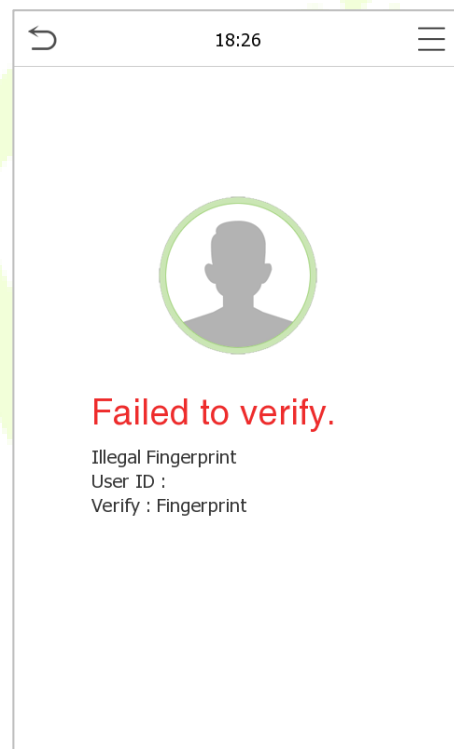 18:26
Failed to verify.
Illegal Fingerprint
User ID :
Verify : Fingerprint